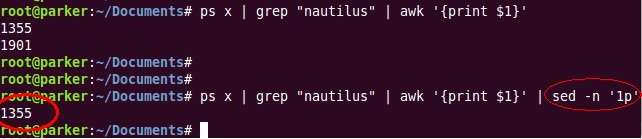 root@parker:~/Documents# ps x | grep "nautilus" | awk '{print $1}'
1355
1901
root@parker:~/Documents#
root@parker:~/Documents#
root@parker:~/Documents# ps x | grep "nautilus" | awk '{print $1}' | sed -n '1p'
1355
root@parker:~/Documents#